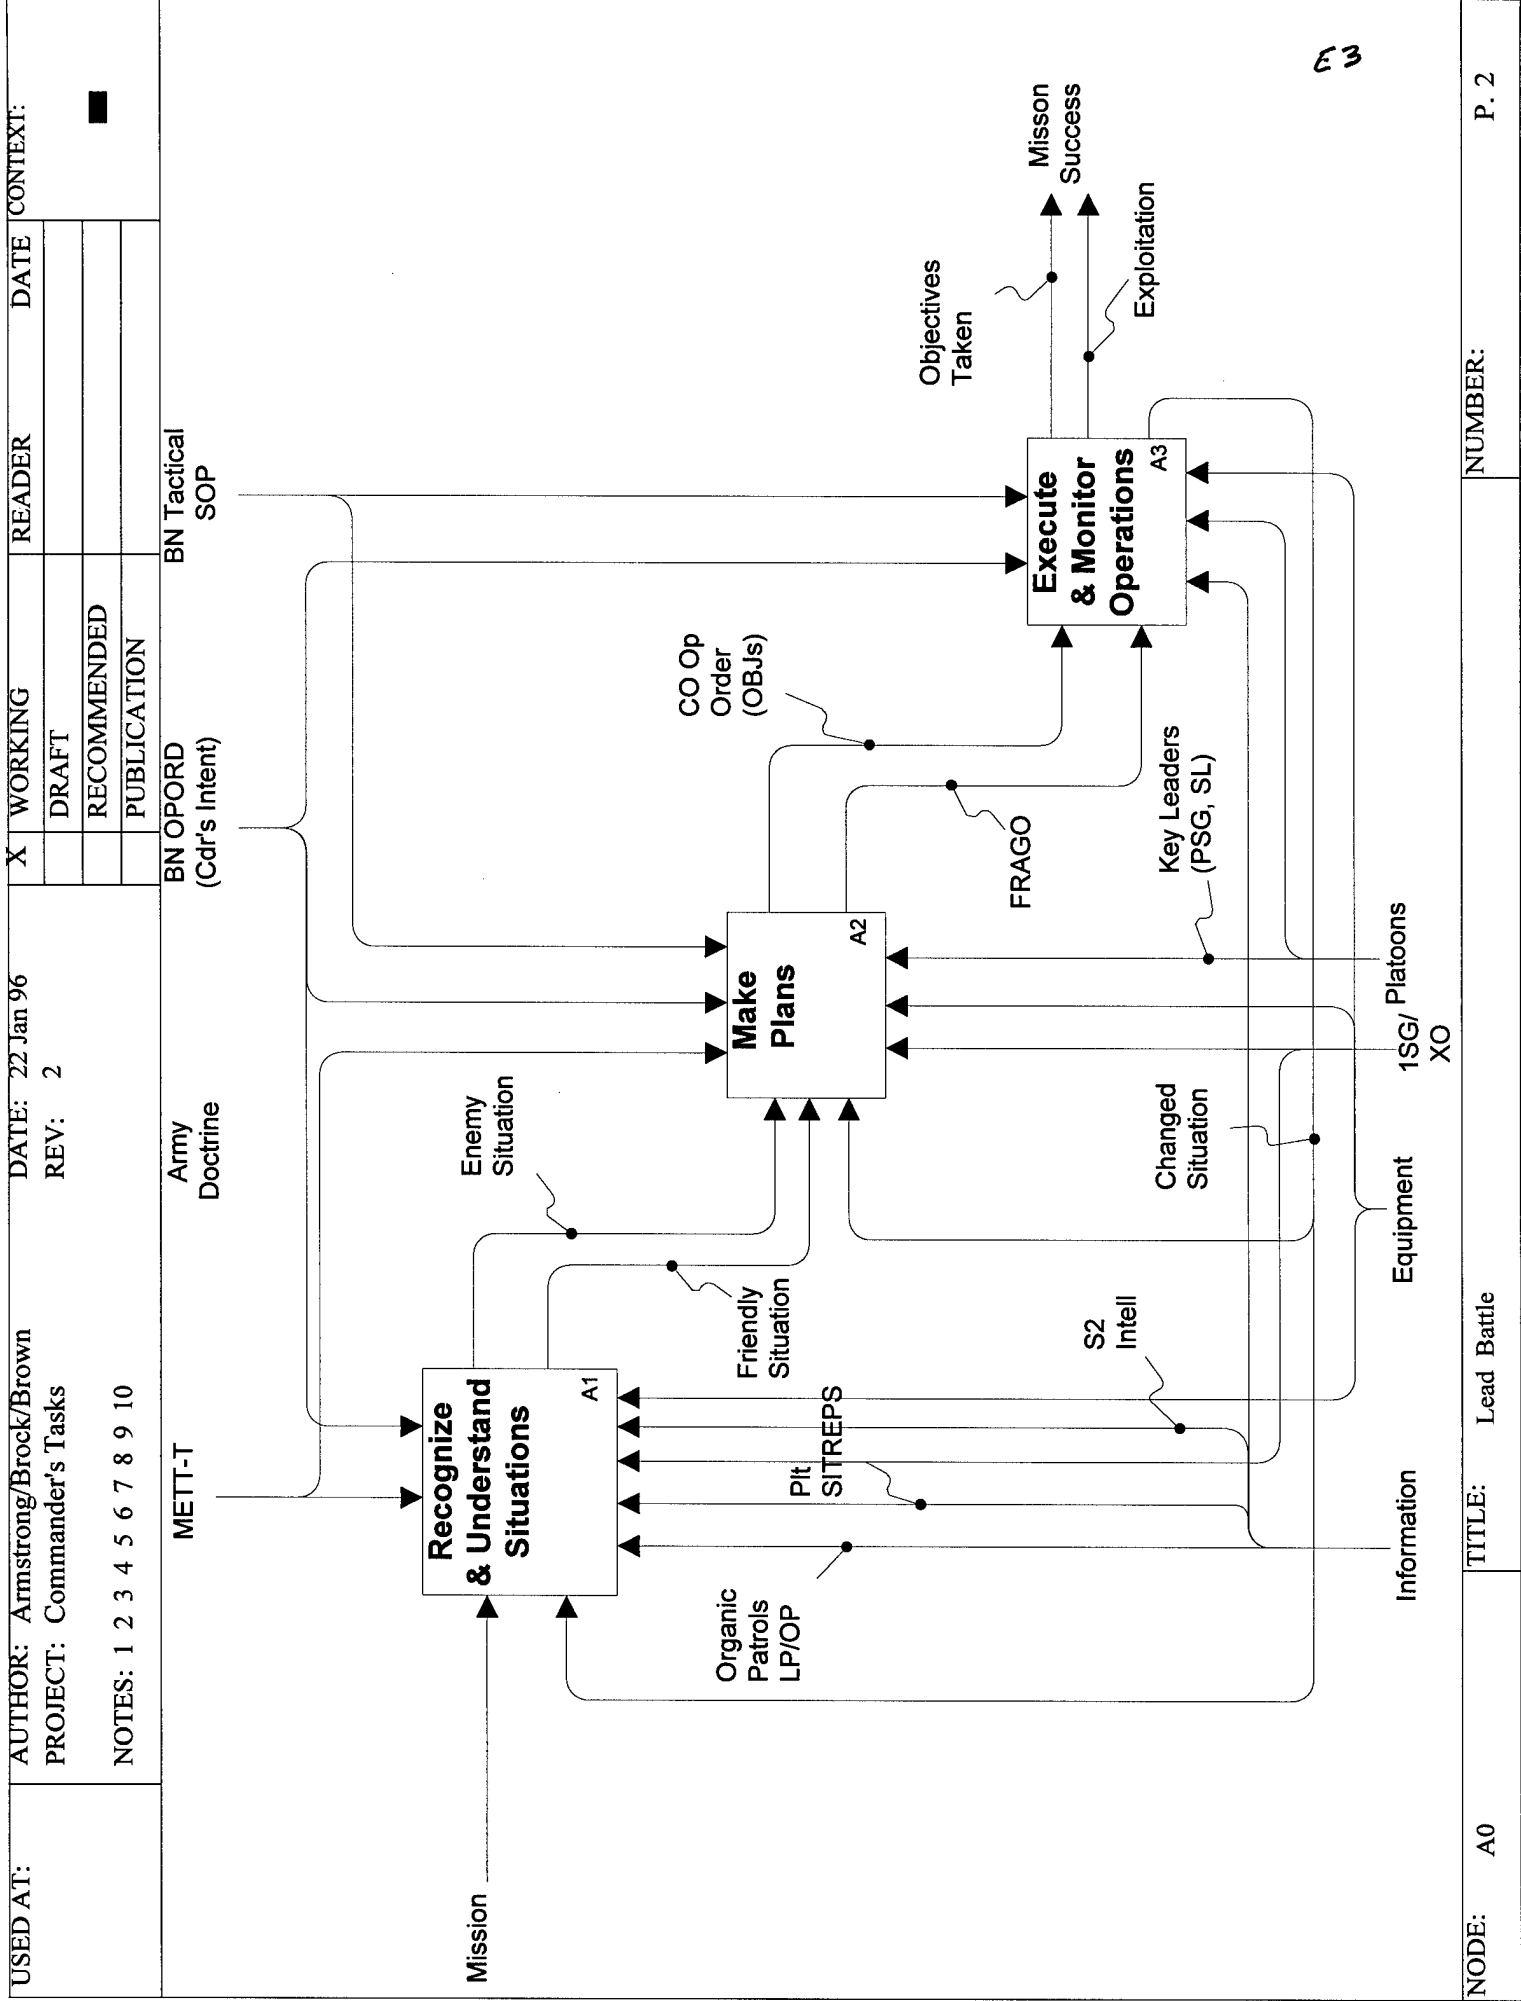 USED AT:
AUTHOR: Armstrong/Brock/Brown
DATE: 22 Jan 96
PROJECT: Commander's Tasks
REV: 2
NOTES: 1 2 3 4 5 6 7 8 9 10
X WORKING
DRAFT
RECOMMENDED
PUBLICATION
READER DATE
CONTEXT:
METT-T
Army
Doctrine
BN OPORD
(Cdr's Intent)
BN Tactical
SOP
Mission
Recognize
& Understand
Situations
A1
Enemy
Situation
Friendly
Situation
Make
Plans
A2
CO Op
Order
(OBJs)
FRAGO
Execute
& Monitor
Operations
A3
Objectives
Taken
Misson
Success
Exploitation
Organic
Patrols
LP/OP
Plt
SITREPS
S2
Intell
Changed
Situation
Key Leaders
(PSG, SL)
Information
Equipment
1SG/
XO
Platoons
E3
NODE: A0
TITLE: Lead Battle
NUMBER:
P. 2